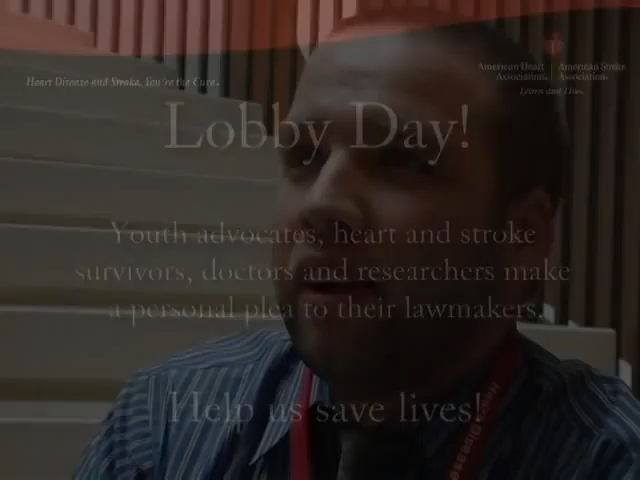 Heart Disease and Stroke. You're the Cure.
American Heart Association | American Stroke Association
Learn and Live.
Lobby Day!
Youth advocates, heart and stroke
survivors, doctors and researchers make
a personal plea to their lawmakers.
Help us save lives!
Heart Disease